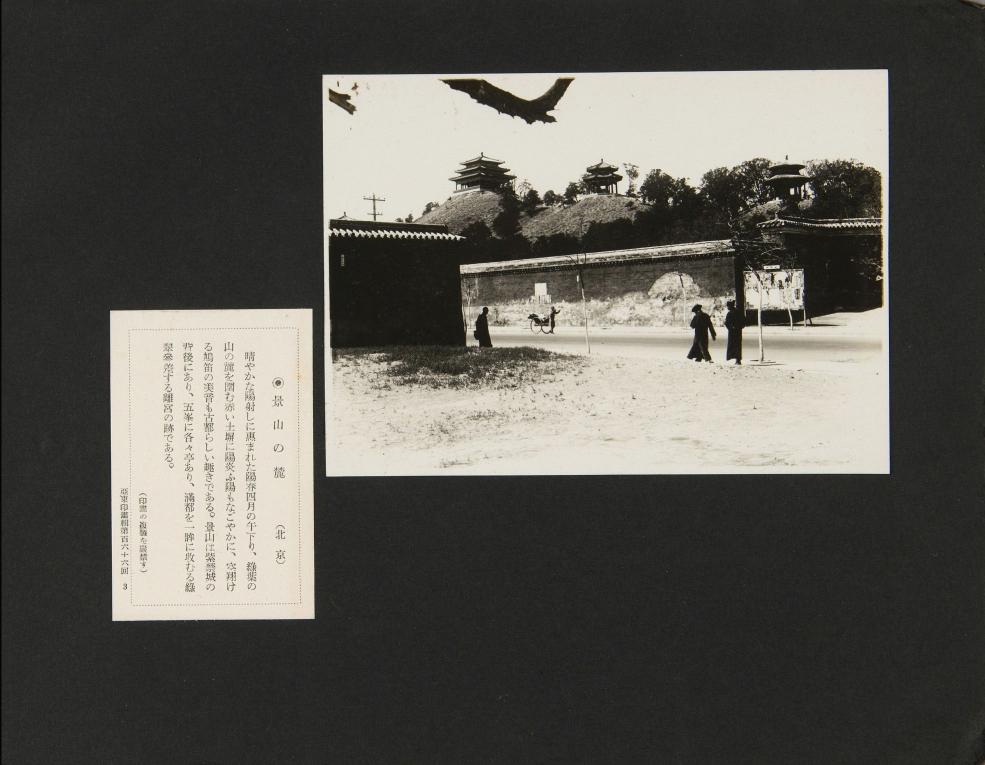 ◉景山の麓 (北京)
晴やかな陽射しに惠まれた陽春四月の午下り、綠葉の
山の麓を圍む赤い土塀に陽炎ふ陽もなごやかに、空翔け
る鳩笛の美音も古都らしい趣きである。景山は紫禁城の
背後にあり、五峯に各々亭あり、滿都を一眸に收むる綠
翠參差する離宮の跡である。
(印畫の複製を嚴禁す)
亞東印畫輯第百六十六回 3